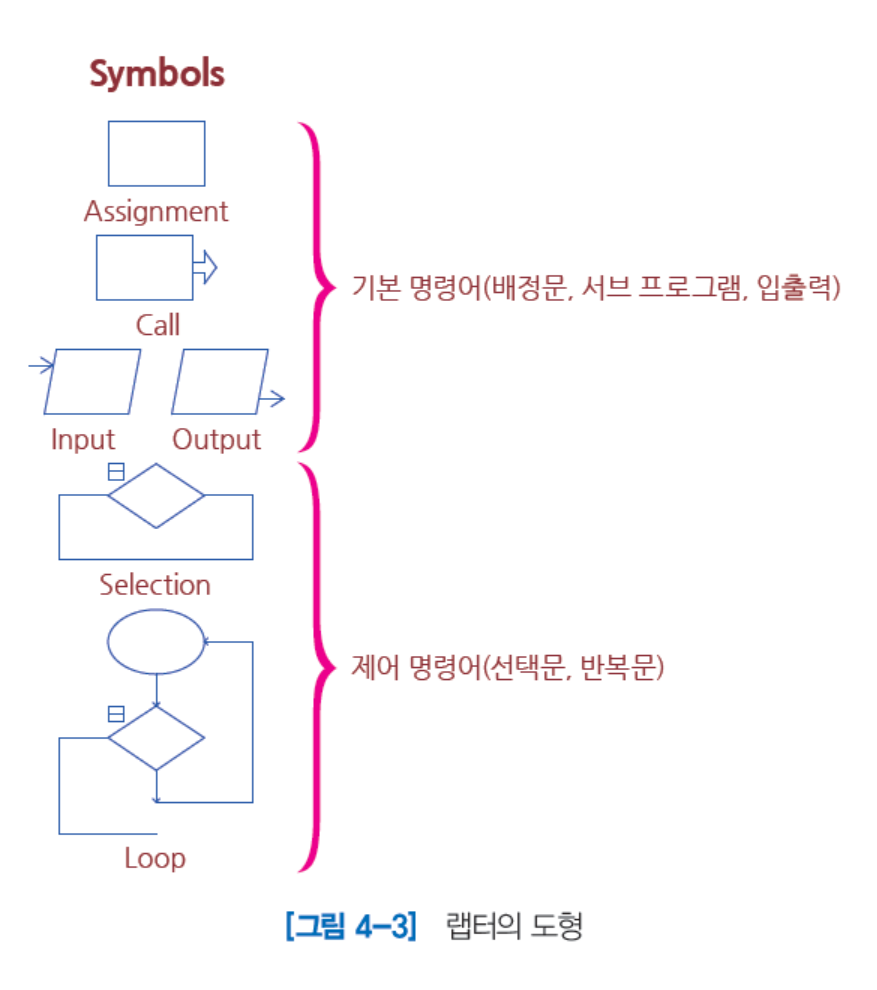 Symbols
Assignment
Call
기본 명령어(배정문, 서브 프로그램, 입출력)
Input Output
Selection
제어 명령어(선택문, 반복문)
Loop
[그림 4-3] 랩터의 도형